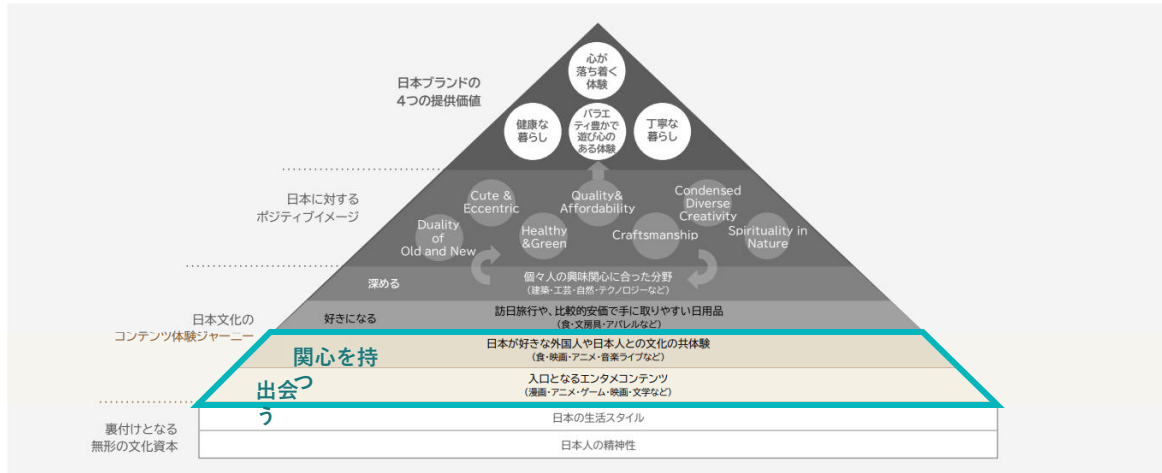 日本ブランドの
4つの提供価値
心が
落ち着く
体験
健康な
暮らし
バラエ
ティ豊かで
遊び心の
ある体験
丁寧な
暮らし
日本に対する
ポジティブイメージ
Cute &
Eccentric
Quality&
Affordability
Condensed
Diverse
Creativity
Duality
of
Old and New
Healthy
&Green
Craftsmanship
Spirituality in
Nature
深める
個々人の興味関心に合った分野
(建築・工芸・自然・テクノロジーなど)
日本文化の
コンテンツ体験ジャーニー
好きになる
訪日旅行や、比較的安価で手に取りやすい日用品
(食・文房具・アパレルなど)
関心を持
つ
日本が好きな外国人や日本人との文化の共体験
(食・映画・アニメ・音楽ライブなど)
出会
う
入口となるエンタメコンテンツ
(漫画・アニメ・ゲーム・映画・文学など)
裏付けとなる
無形の文化資本
日本の生活スタイル
日本人の精神性